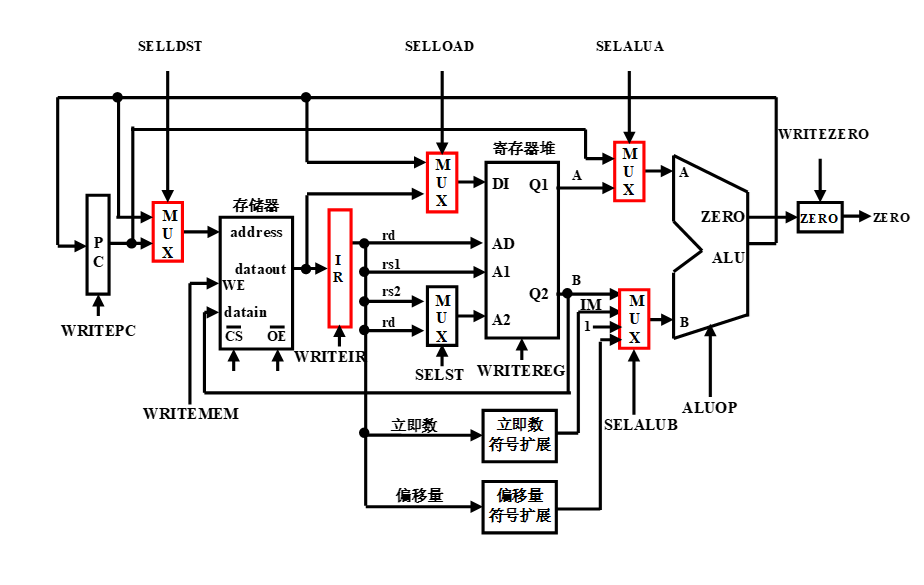 SELLDST
SELLOAD
SELALUA
WRITEZERO
P
C
WRITEPC
M
U
X
存储器
address
dataout
WE
datain
CS
OE
WRITEMEM
I
R
WRITEIR
M
U
X
rd
rs1
rs2
rd
M
U
X
SELST
寄存器堆
DI
Q1
AD
A1
Q2
A2
WRITEREG
A
B
IM
1
M
U
X
M
U
X
SELALUB
A
ZERO
ALU
B
ALUOP
ZERO
ZERO
立即数
立即数
符号扩展
偏移量
偏移量
符号扩展